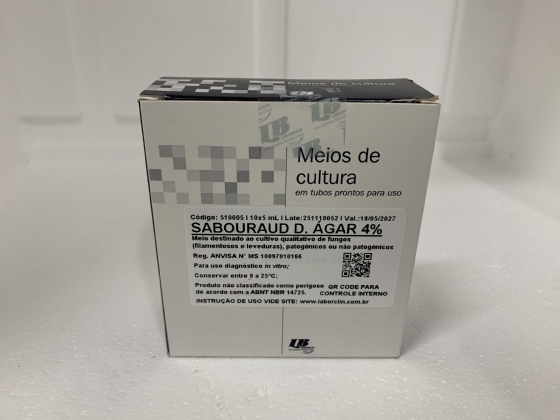 Meios de cultura
LB
Meios de
cultura
em tubos prontos para uso
Código: 510005 | 10x5 mL | Lote:251118052 | Val.:18/05/2027
SABOURAUD D. ÁGAR 4%
Meio destinado ao cultivo qualitativo de fungos
(filamentosos e leveduras), patogênicos ou não patogênicos
Reg. ANVISA N° MS 10097010166
Para uso diagnóstico in vitro;
Conservar entre 9 a 25°C;
Produto não classificado como perigoso
de acordo com a ABNT NBR 14725.
QR CODE PARA
CONTROLE INTERNO
INSTRUÇÃO DE USO VIDE SITE: www.laborclin.com.br
LB